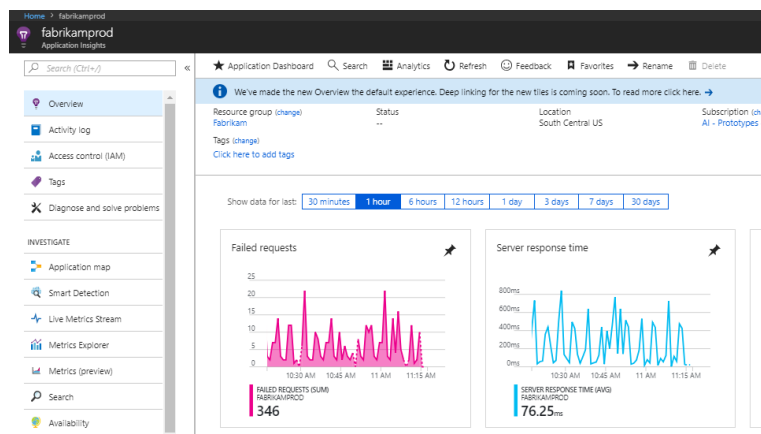 Home > fabrikamprod
fabrikamprod
Application Insights
Search (Ctrl+/)
«
Overview
Activity log
Access control (IAM)
Tags
Diagnose and solve problems
INVESTIGATE
Application map
Smart Detection
Live Metrics Stream
Metrics Explorer
Metrics (preview)
Search
Availability
Application Dashboard Search Analytics Refresh Feedback Favorites Rename Delete
We've made the new Overview the default experience. Deep linking for the new tiles is coming soon. To read more click here. →
Resource group (change) Status Location Subscription (ch
Fabrikam -- South Central US AI - Prototypes
Tags (change)
Click here to add tags
Show data for last: 30 minutes 1 hour 6 hours 12 hours 1 day 3 days 7 days 30 days
Failed requests
25
20
15
10
5
0
10:30 AM 10:45 AM 11 AM 11:15 AM
FAILED REQUESTS (SUM)
FABRIKAMPROD
346
Server response time
800ms
600ms
400ms
200ms
0ms
10:30 AM 10:45 AM 11 AM 11:15 AM
SERVER RESPONSE TIME (AVG)
FABRIKAMPROD
76.25ms